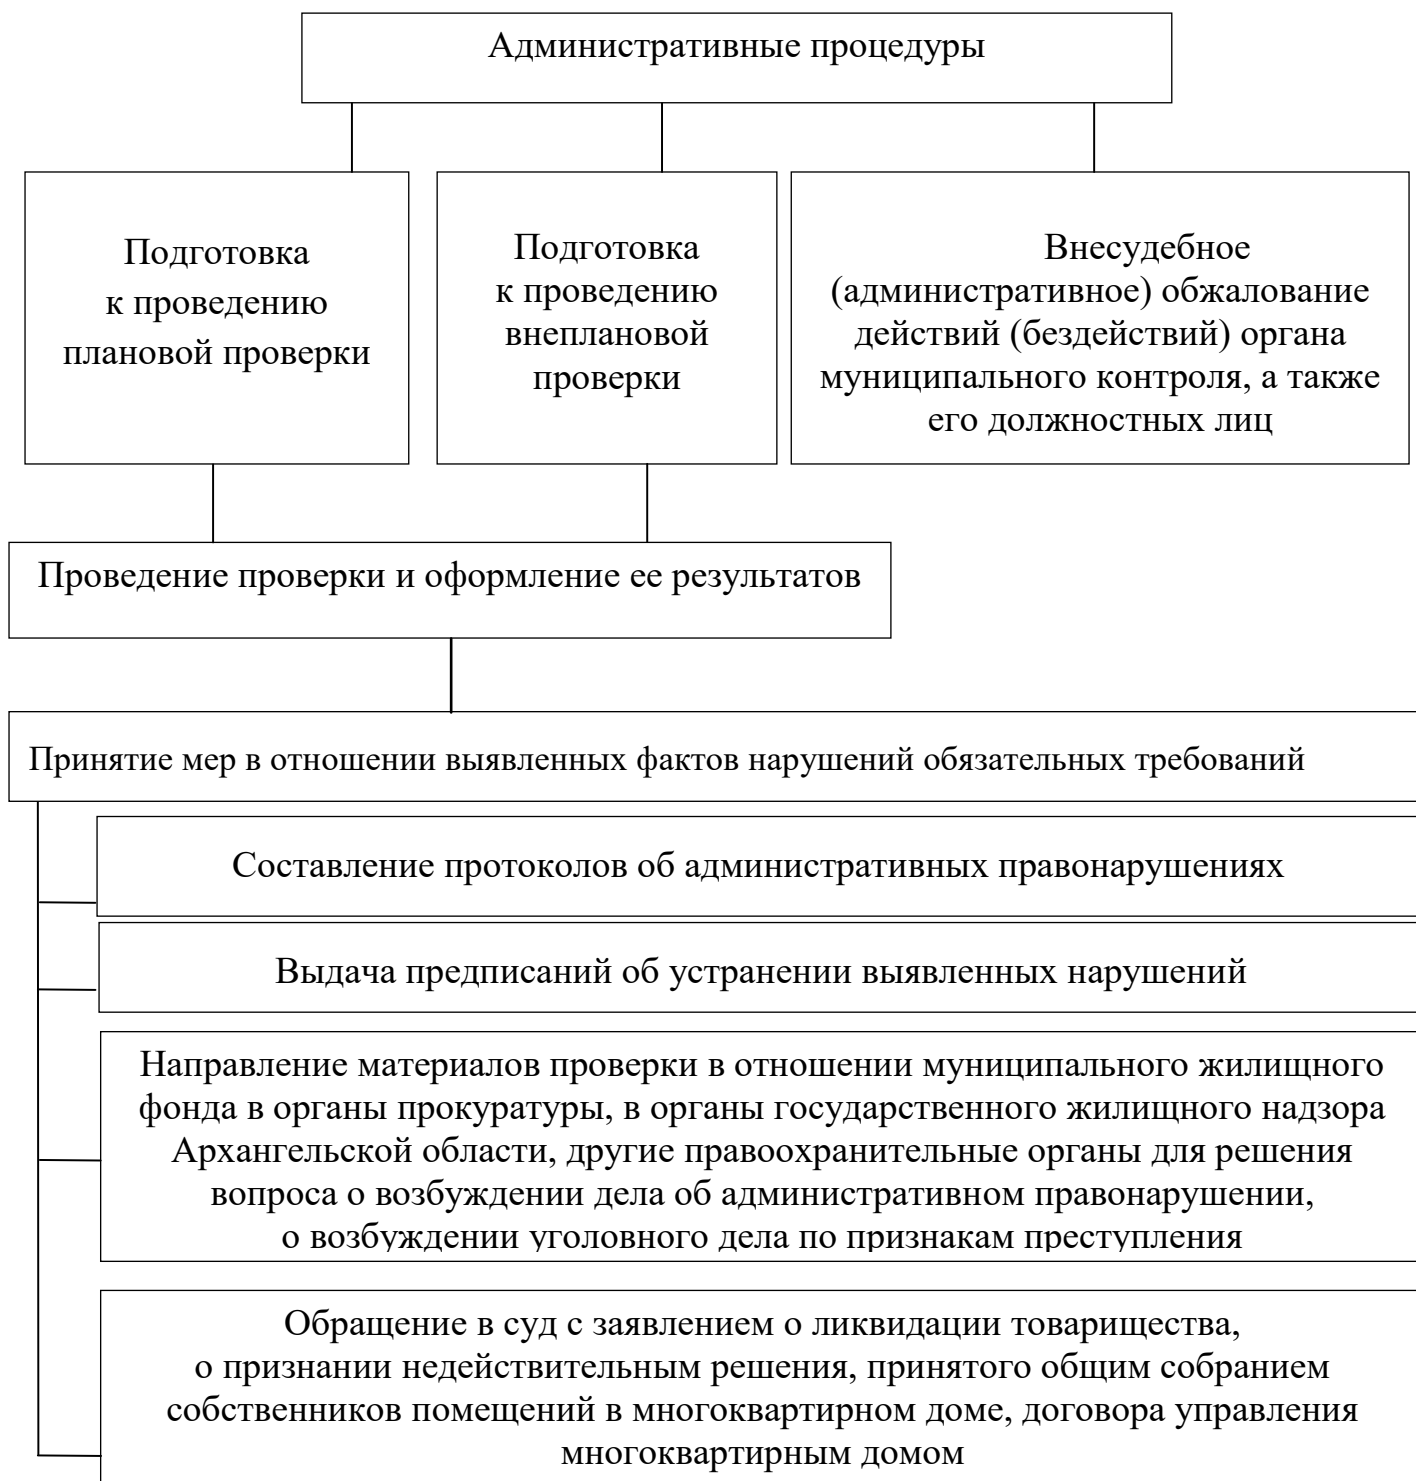 Административные процедуры
Подготовка
к проведению
плановой проверки
Подготовка
к проведению
внеплановой
проверки
Внесудебное
(административное) обжалование
действий (бездействий) органа
муниципального контроля, а также
его должностных лиц
Проведение проверки и оформление ее результатов
Принятие мер в отношении выявленных фактов нарушений обязательных требований
Составление протоколов об административных правонарушениях
Выдача предписаний об устранении выявленных нарушений
Направление материалов проверки в отношении муниципального жилищного
фонда в органы прокуратуры, в органы государственного жилищного надзора
Архангельской области, другие правоохранительные органы для решения
вопроса о возбуждении дела об административном правонарушении,
о возбуждении уголовного дела по признакам преступления
Обращение в суд с заявлением о ликвидации товарищества,
о признании недействительным решения, принятого общим собранием
собственников помещений в многоквартирном доме, договора управления
многоквартирным домом